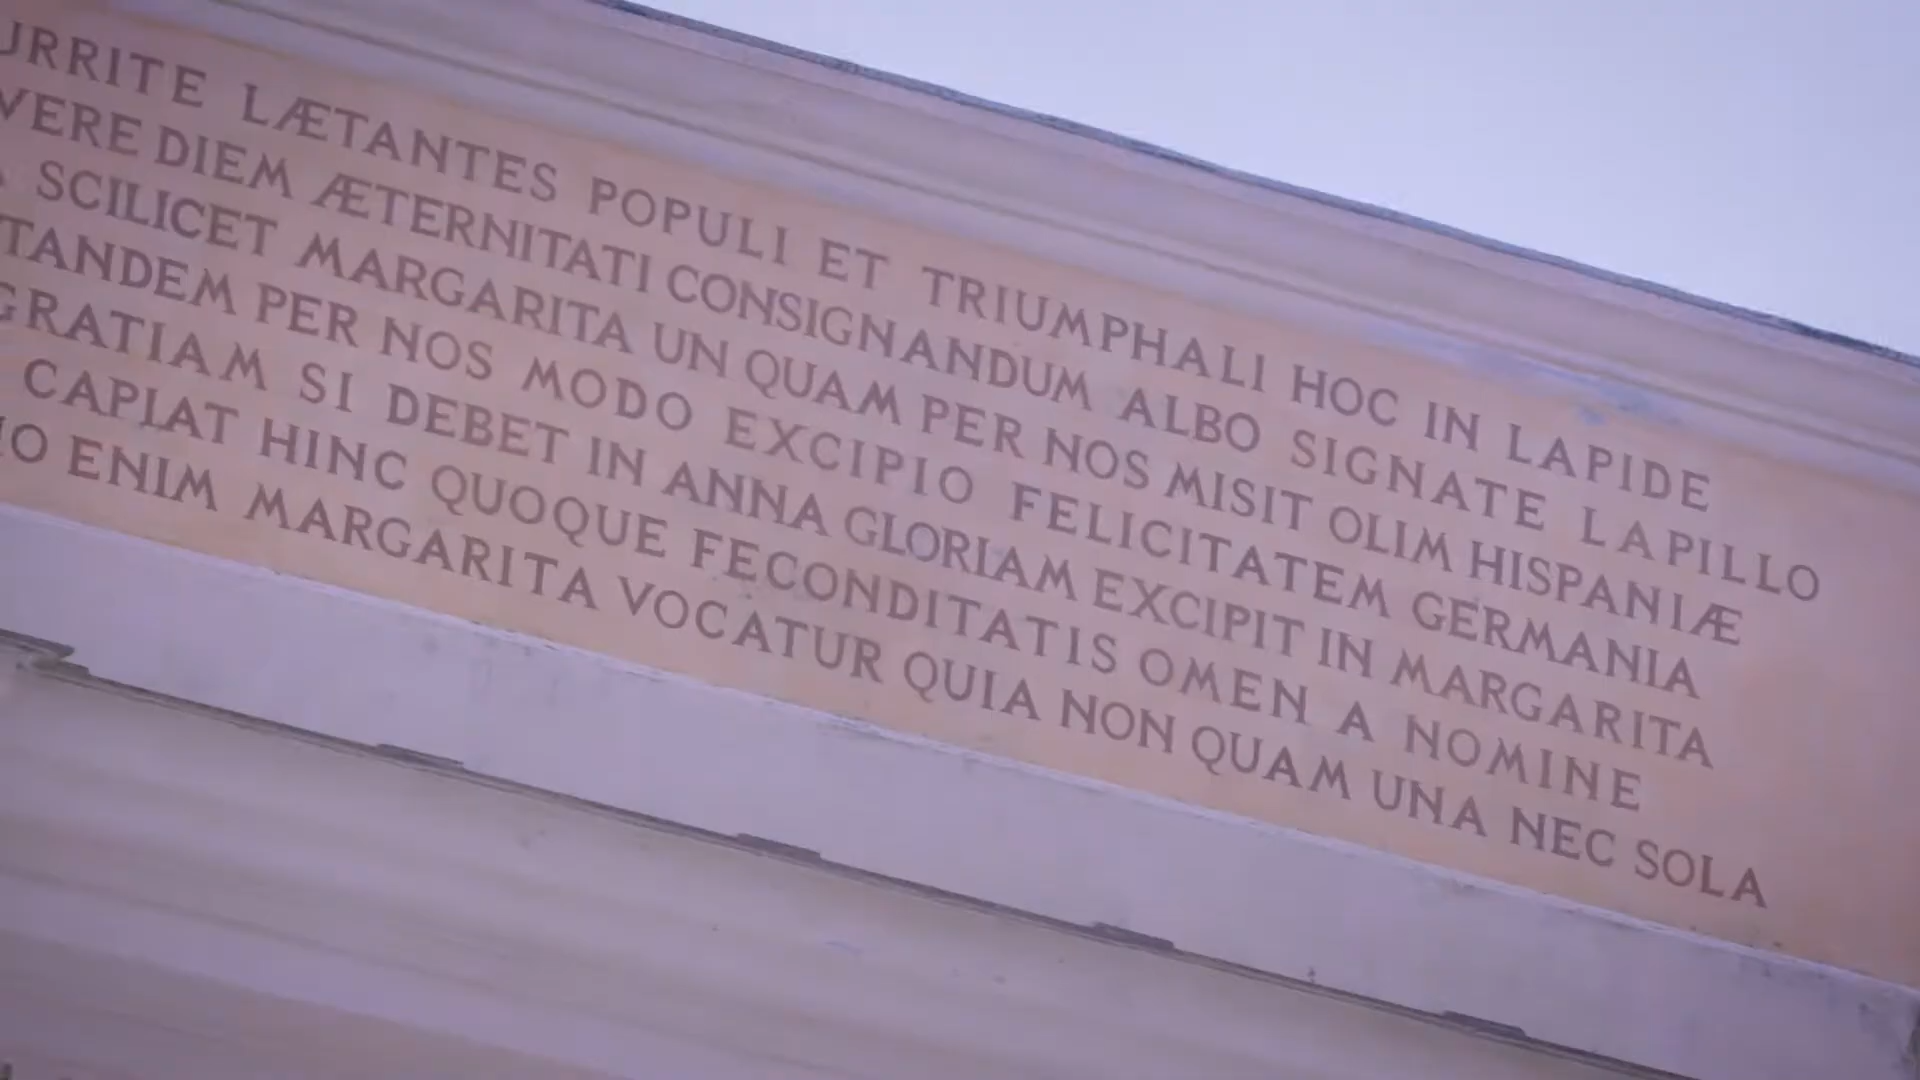 URRITE LÆTANTES POPULI ET TRIUMPHALI HOC IN LAPIDE
VERE DIEM ÆTERNITATI CONSIGNANDUM ALBO SIGNATE LAPILLO
SCILICET MARGARITA UN QUAM PER NOS MISIT OLIM HISPANIÆ
TANDEM PER NOS MODO EXCIPIO FELICITATEM GERMANIA
GRATIAM SI DEBET IN ANNA GLORIAM EXCIPIT IN MARGARITA
CAPIAT HINC QUOQUE FECONDITATIS OMEN A NOMINE
IO ENIM MARGARITA VOCATUR QUIA NON QUAM UNA NEC SOLA